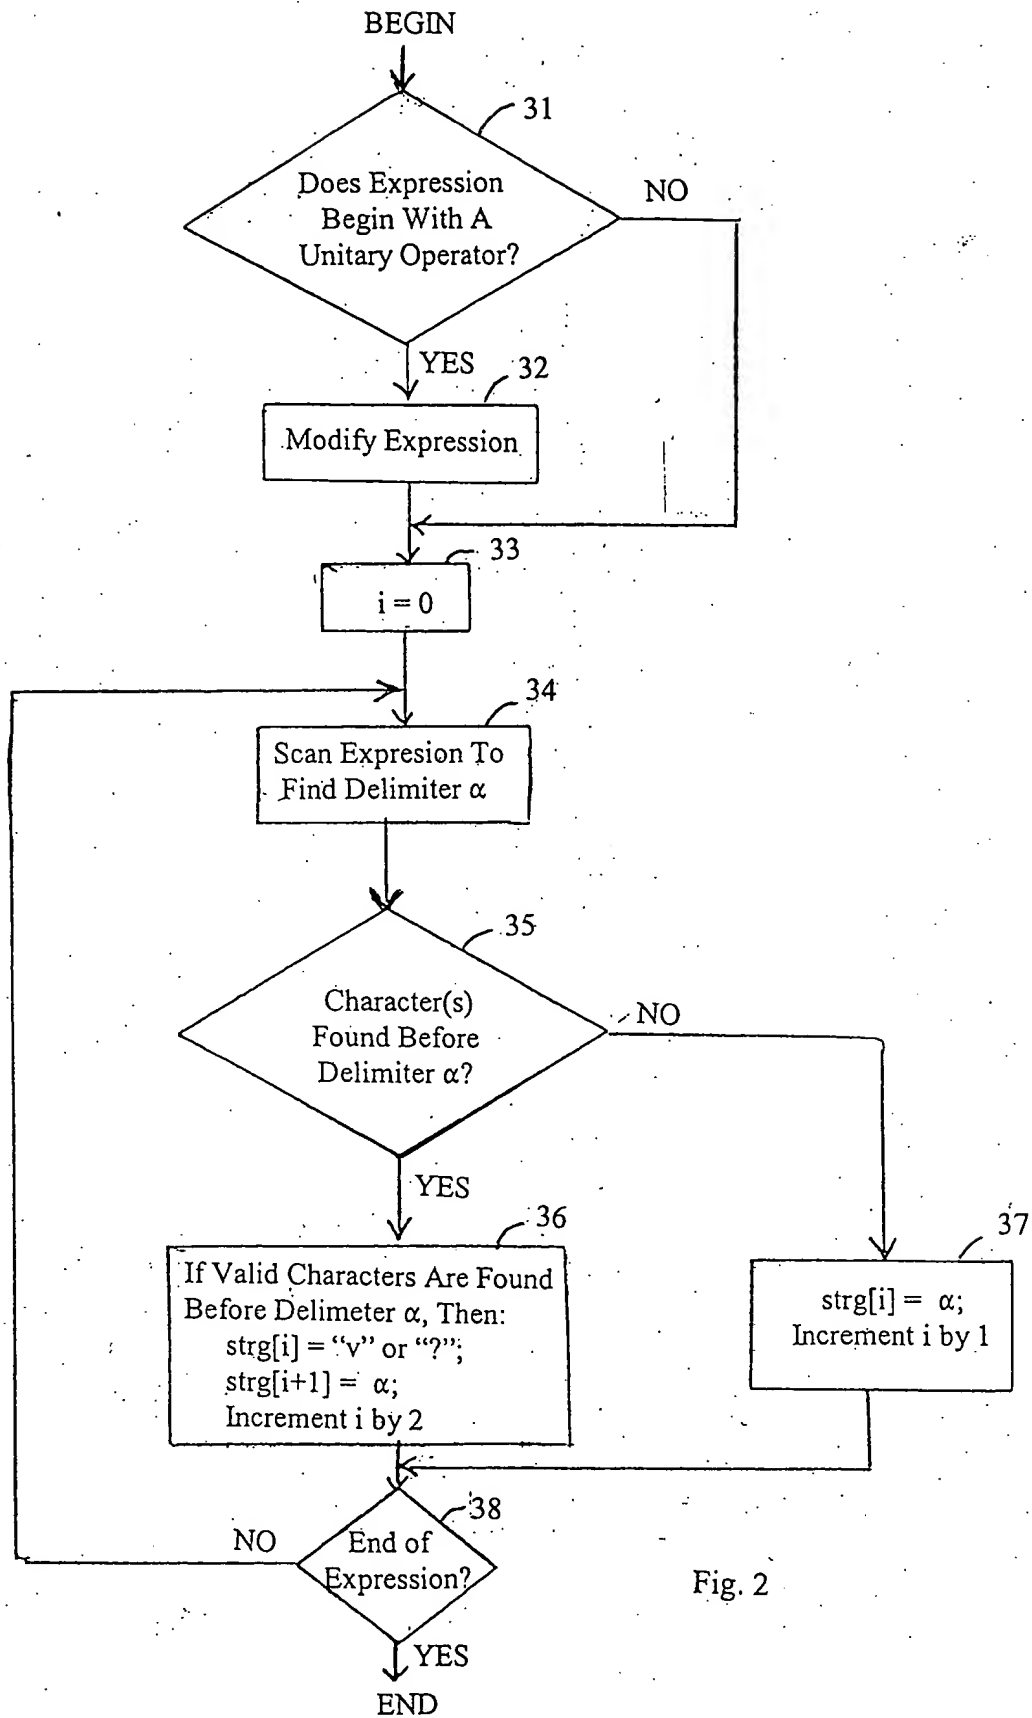 BEGIN
31
Does Expression
Begin With A
Unitary Operator?
NO
YES
32
Modify Expression
33
i = 0
34
Scan Expresion To
Find Delimiter α
35
Character(s)
Found Before
Delimiter α?
NO
YES
36
If Valid Characters Are Found
Before Delimeter α, Then:
strg[i] = "v" or "?";
strg[i+1] = α;
Increment i by 2
37
strg[i] = α;
Increment i by 1
38
End of
Expression?
NO
YES
END
Fig. 2